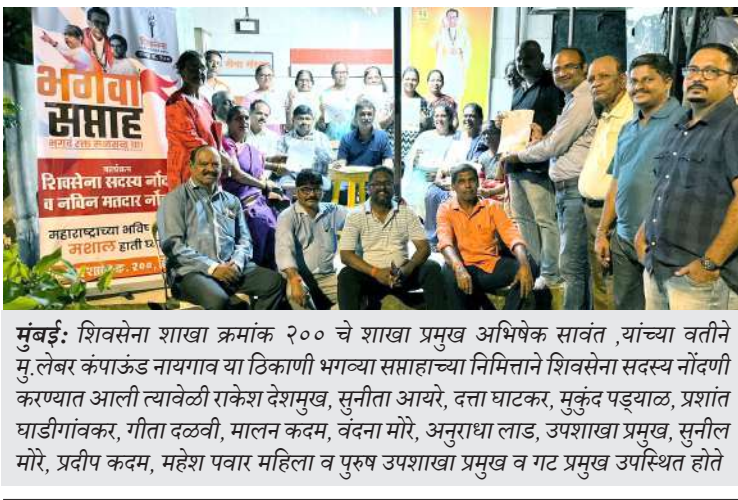 शिवसेना
भगवा
सप्ताह
शिवसेना सदस्य नोंद
व नविन मतदार नों
महाराष्ट्राच्या भविष
मशाल हाती घ्या
मुंबई: शिवसेना शाखा क्रमांक २०० चे शाखा प्रमुख अभिषेक सावंत ,यांच्या वतीने
मु.लेबर कंपाऊंड नायगाव या ठिकाणी भगव्या सप्ताहाच्या निमित्ताने शिवसेना सदस्य नोंदणी
करण्यात आली त्यावेळी राकेश देशमुख, सुनीता आयरे, दत्ता घाटकर, मुकुंद पड्याळ, प्रशांत
घाडीगांवकर, गीता दळवी, मालन कदम, वंदना मोरे, अनुराधा लाड, उपशाखा प्रमुख, सुनील
मोरे, प्रदीप कदम, महेश पवार महिला व पुरुष उपशाखा प्रमुख व गट प्रमुख उपस्थित होते